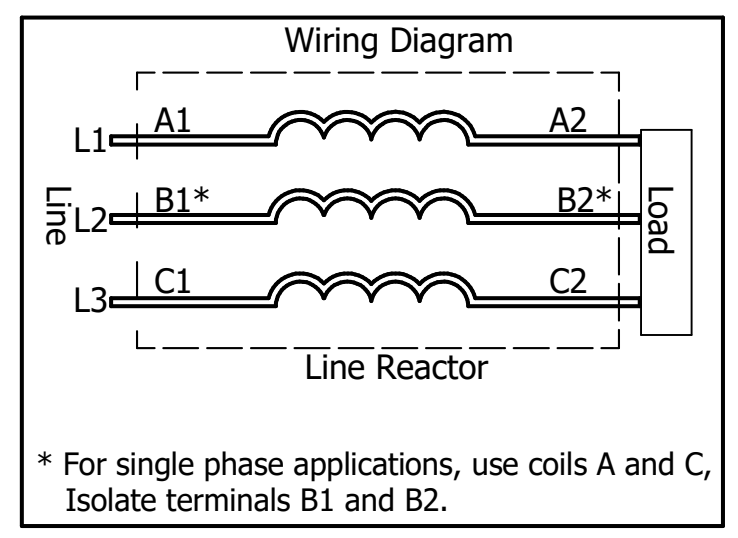 Wiring Diagram
L1 A1 A2
Line L2 B1* B2* Load
L3 C1 C2
Line Reactor
* For single phase applications, use coils A and C,
Isolate terminals B1 and B2.